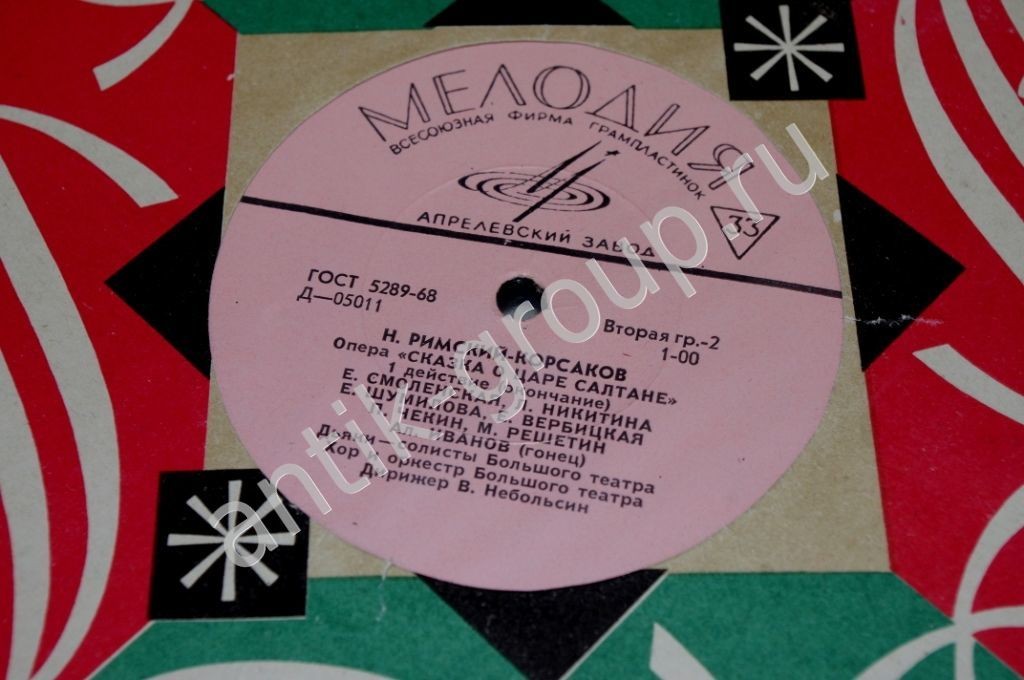 МЕЛОДИЯ
ВСЕСОЮЗНАЯ ФИРМА ГРАМПЛАСТИНОК
АПРЕЛЕВСКИЙ ЗАВОД
33
ГОСТ 5289-68
Д—05011
Вторая гр.-2
1-00
Н. РИМСКИЙ-КОРСАКОВ
Опера «СКАЗКА О ЦАРЕ САЛТАНЕ»
1 действие (окончание)
Е. СМОЛЕНСКАЯ, Л. НИКИТИНА
Е. ШУМИЛОВА, Е. ВЕРБИЦКАЯ
П. ЧЕКИН, М. РЕШЕТИН
Ал. ИВАНОВ (гонец)
Дьяки—солисты Большого театра
Хор и оркестр Большого театра
Дирижер В. Небольсин
antik-group.ru